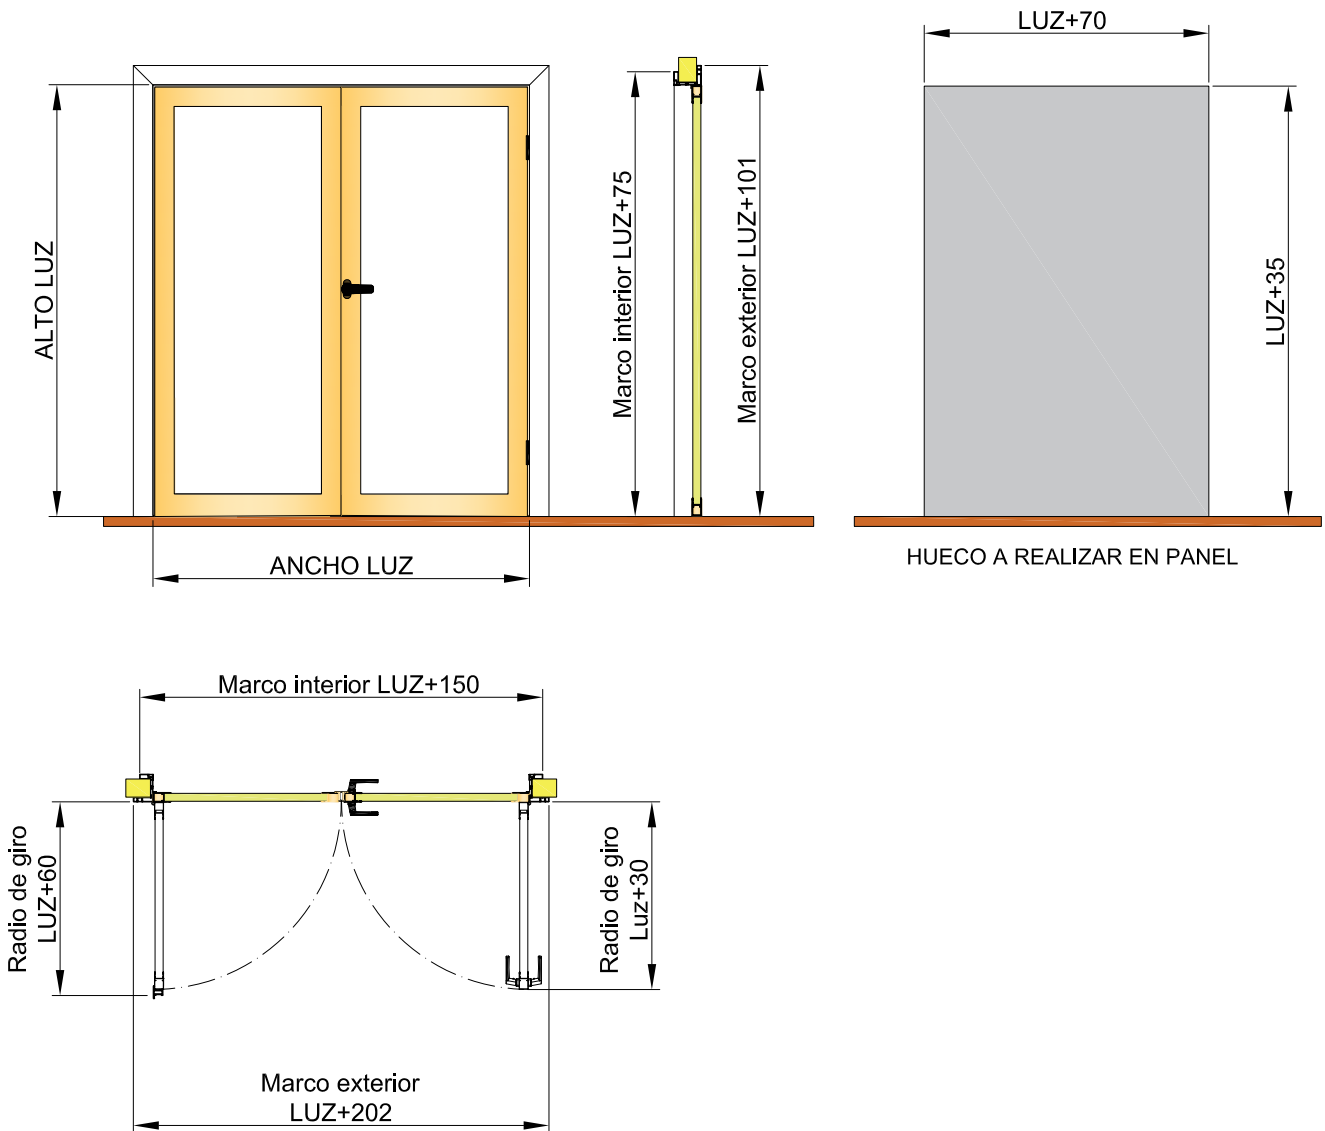 LUZ+70
ALTO LUZ
Marco interior LUZ+75
Marco exterior LUZ+101
LUZ+35
ANCHO LUZ
HUECO A REALIZAR EN PANEL
Marco interior LUZ+150
Radio de giro
LUZ+60
Radio de giro
Luz+30
Marco exterior
LUZ+202